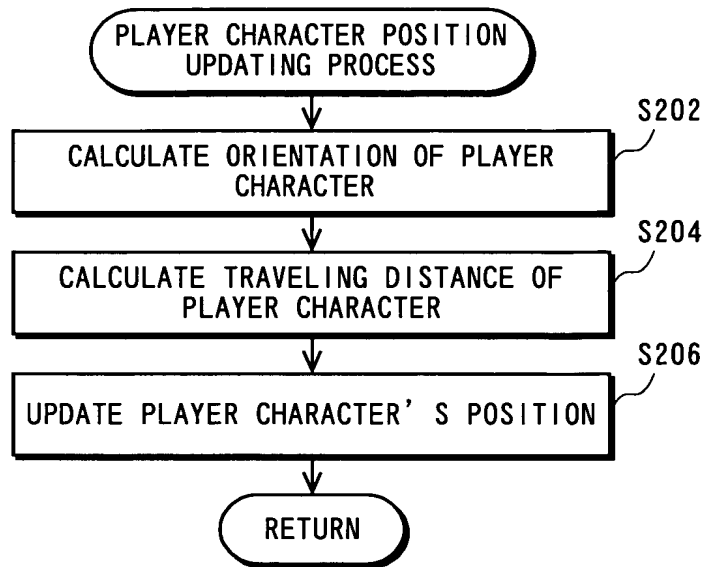 PLAYER CHARACTER POSITION
UPDATING PROCESS
S202
CALCULATE ORIENTATION OF PLAYER
CHARACTER
S204
CALCULATE TRAVELING DISTANCE OF
PLAYER CHARACTER
S206
UPDATE PLAYER CHARACTER' S POSITION
RETURN